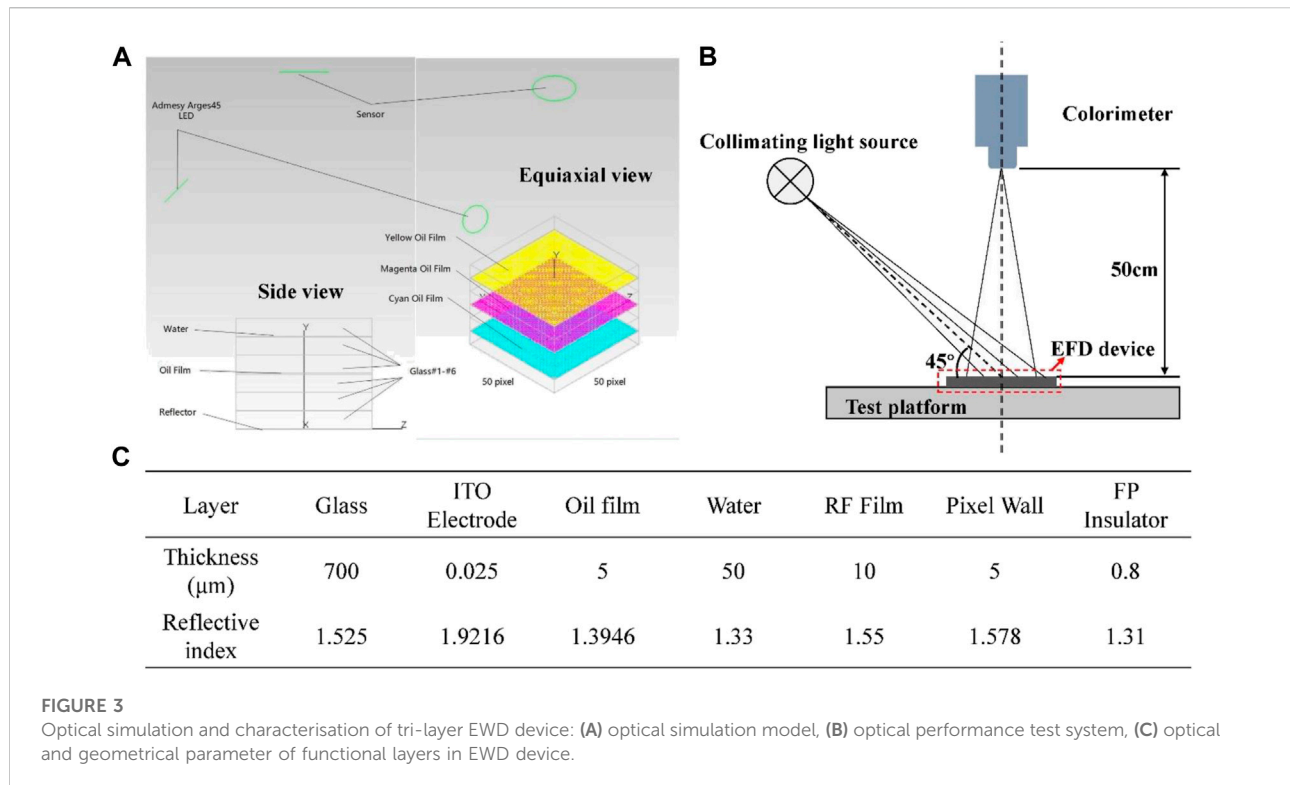 A
Admesy Arges45
LED
Sensor
Equiaxial view
Yellow Oil Film
Magenta Oil Film
Cyan Oil Film
Y
Z
50 pixel
50 pixel
Side view
Water
Oil Film
Reflector
Y
X
Z
Glass#1-#6
B
Colorimeter
Collimating light source
50cm
45°
EFD device
Test platform
C
Layer Glass ITO Electrode Oil film Water RF Film Pixel Wall FP Insulator
Thickness (μm) 700 0.025 5 50 10 5 0.8
Reflective index 1.525 1.9216 1.3946 1.33 1.55 1.578 1.31
FIGURE 3
Optical simulation and characterisation of tri-layer EWD device: (A) optical simulation model, (B) optical performance test system, (C) optical
and geometrical parameter of functional layers in EWD device.